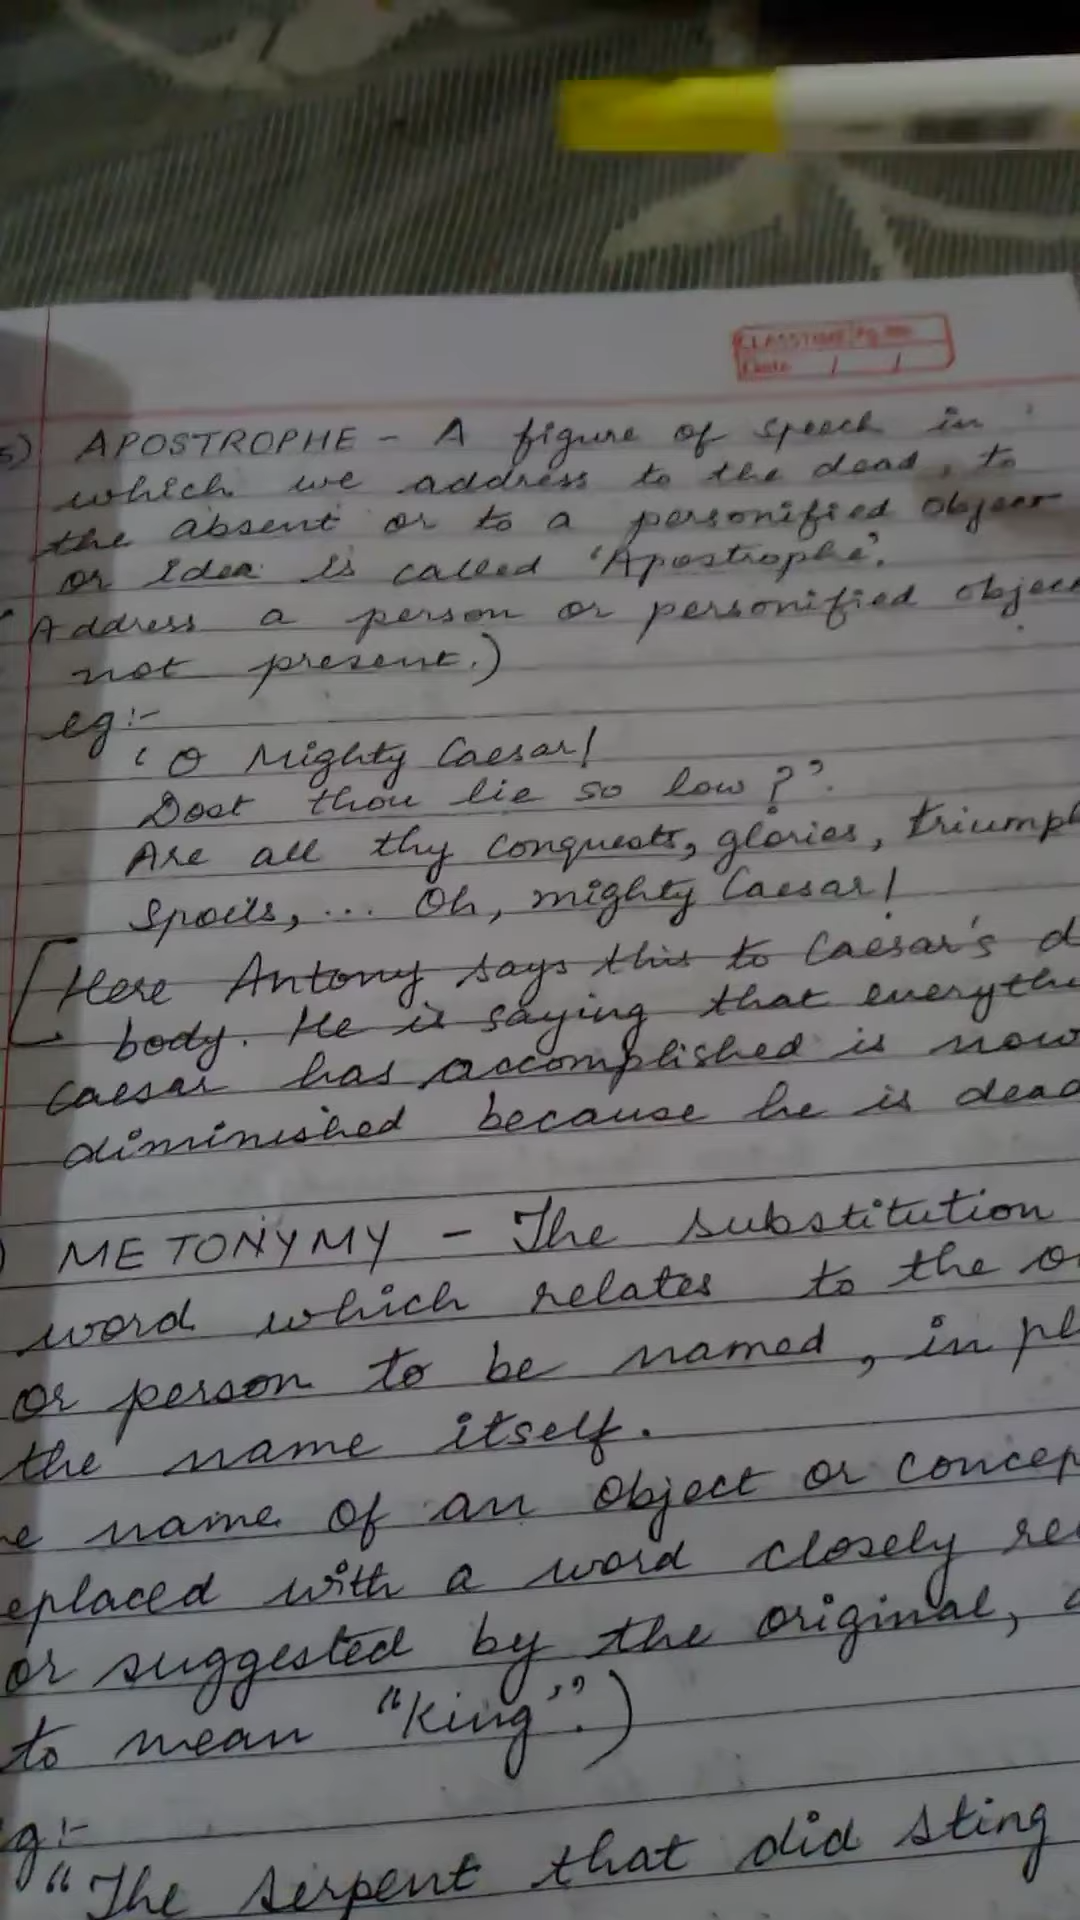 CLASSTIME Pg. No.
Date / /
5) APOSTROPHE - A figure of speech in
which we address to the dead, to
the absent or to a personified object
or idea is called 'Apostrophe'.
Address a person or personified objec
not present.)
eg:-
'O Mighty Caesar!
Dost thou lie so low?'.
Are all thy conquests, glories, triumph
Spoils, ... Oh, mighty Caesar!
[Here Antony says this to Caesar's d
body. He is saying that everythi
Caesar has accomplished is now
diminished because he is dead
) METONYMY - The substitution
word which relates to the o
or person to be named, in pl
the name itself.
e name of an object or concep
eplaced with a word closely re
or suggested by the original, a
to mean "King".)
g:-
"The serpent that did sting